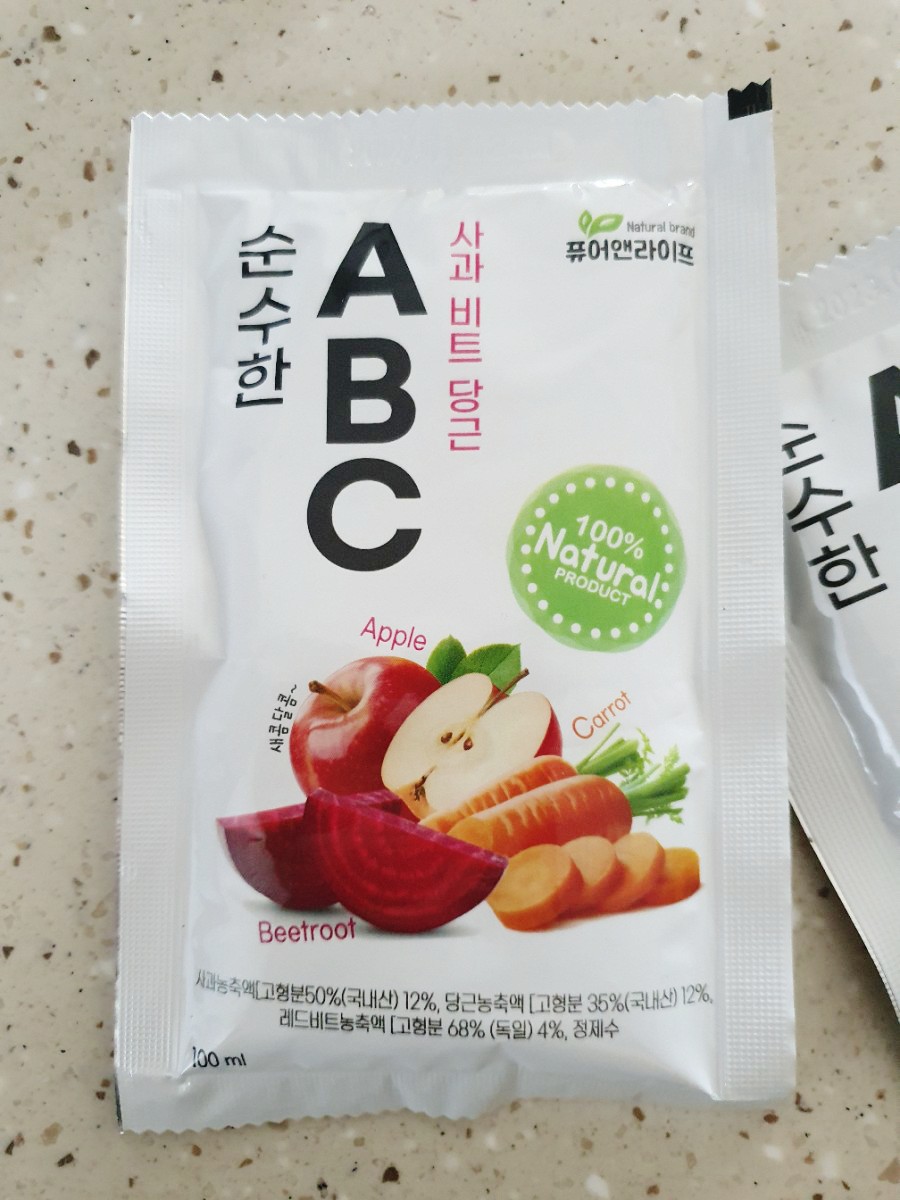 순수한
ABC
사과 비트 당근
Natural brand
퓨어앤라이프
100%
Natural
PRODUCT
Apple
새콤달콤~
Carrot
Beetroot
사과농축액[고형분50%(국내산) 12%, 당근농축액 [고형분 35%(국내산) 12%,
레드비트농축액 [고형분 68% (독일) 4%, 정제수
100 ml
순수한